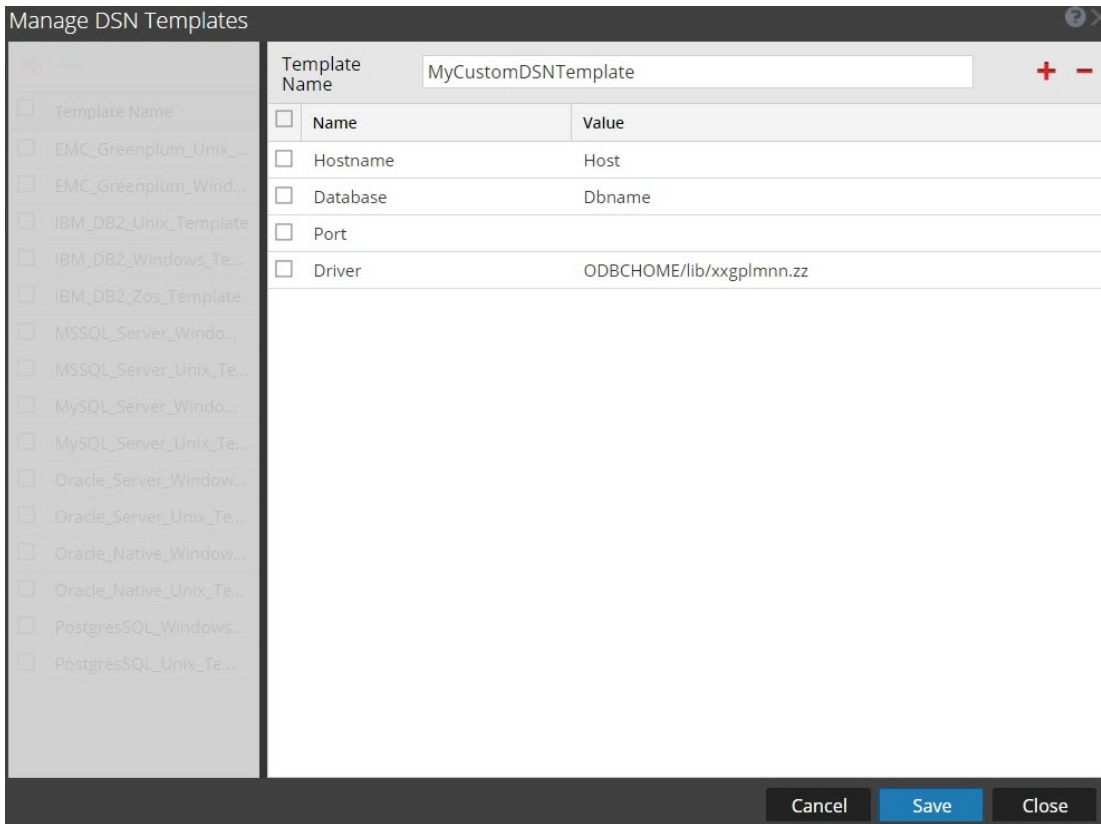 Manage DSN Templates
Template Name
EMC_Greenplum_Unix_...
EMC_Greenplum_Wind...
IBM_DB2_Unix_Template
IBM_DB2_Windows_Te...
IBM_DB2_Zos_Template
MSSQL_Server_Windo...
MSSQL_Server_Unix_Te...
MySQL_Server_Windo...
MySQL_Server_Unix_Te...
Oracle_Server_Window...
Oracle_Server_Unix_Te...
Oracle_Native_Window...
Oracle_Native_Unix_Te...
PostgresSQL_Windows...
PostgresSQL_Unix_Te...
Template
Name
MyCustomDSNTemplate
Name Value
Hostname Host
Database Dbname
Port
Driver ODBCHOME/lib/xxgplmnn.zz
Cancel Save Close